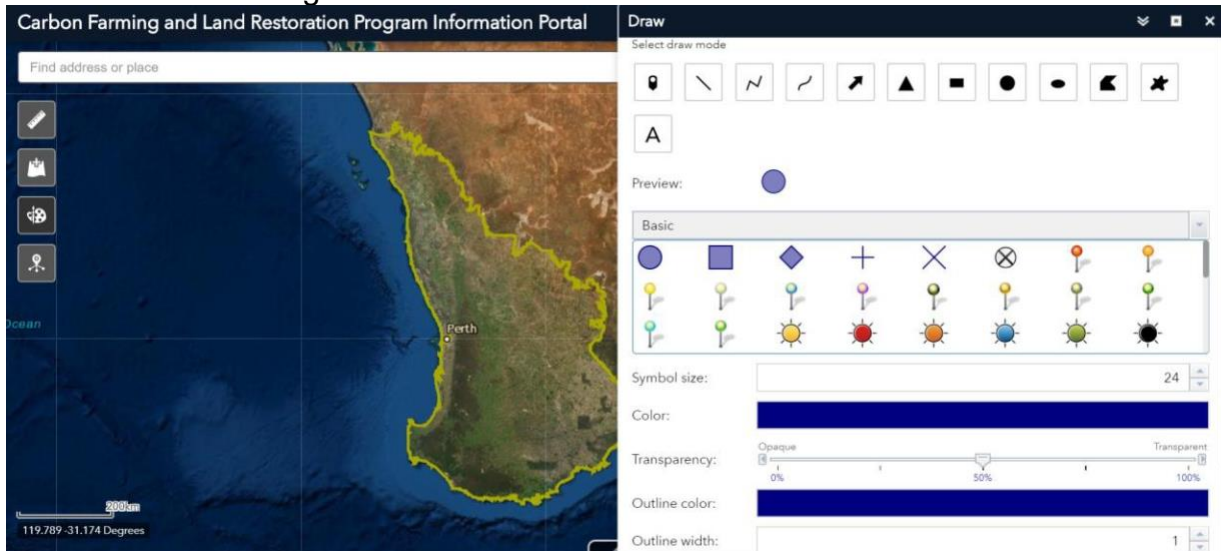 Carbon Farming and Land Restoration Program Information Portal
Find address or place
Ocean
Perth
200km
119.789 -31.174 Degrees
Draw
Select draw mode
A
Preview:
Basic
Symbol size:
24
Color:
Transparency:
Opaque
Transparent
0%
50%
100%
Outline color:
Outline width:
1